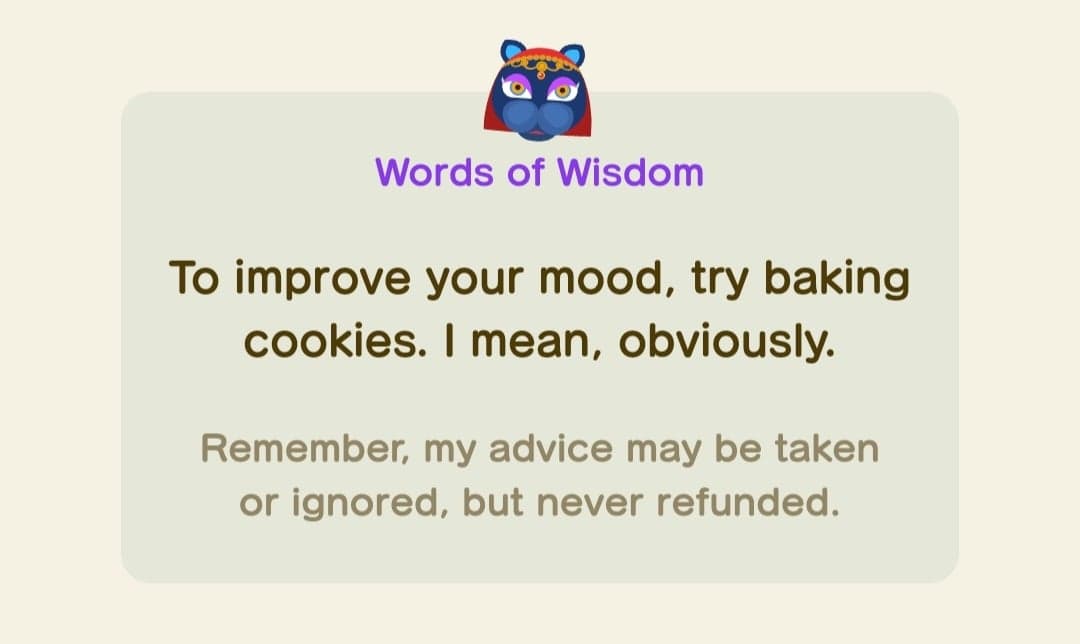 Words of Wisdom
To improve your mood, try baking
cookies. I mean, obviously.
Remember, my advice may be taken
or ignored, but never refunded.